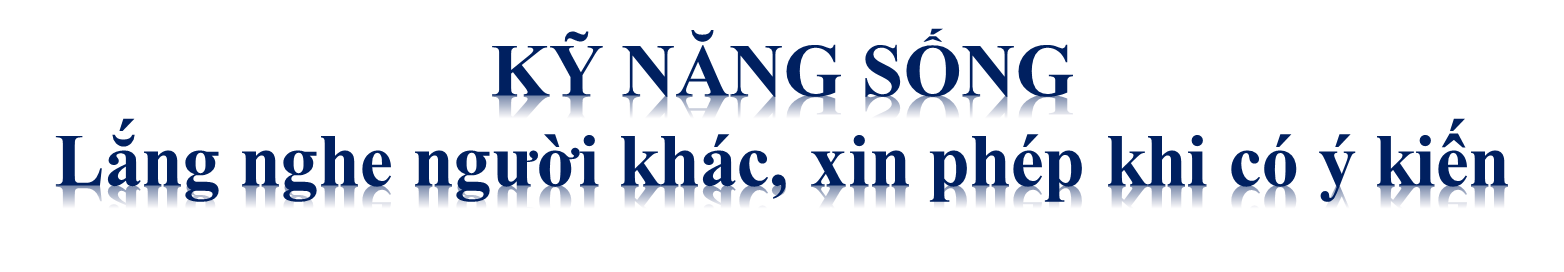 KỸ NĂNG SỐNG
Lắng nghe người khác, xin phép khi có ý kiến